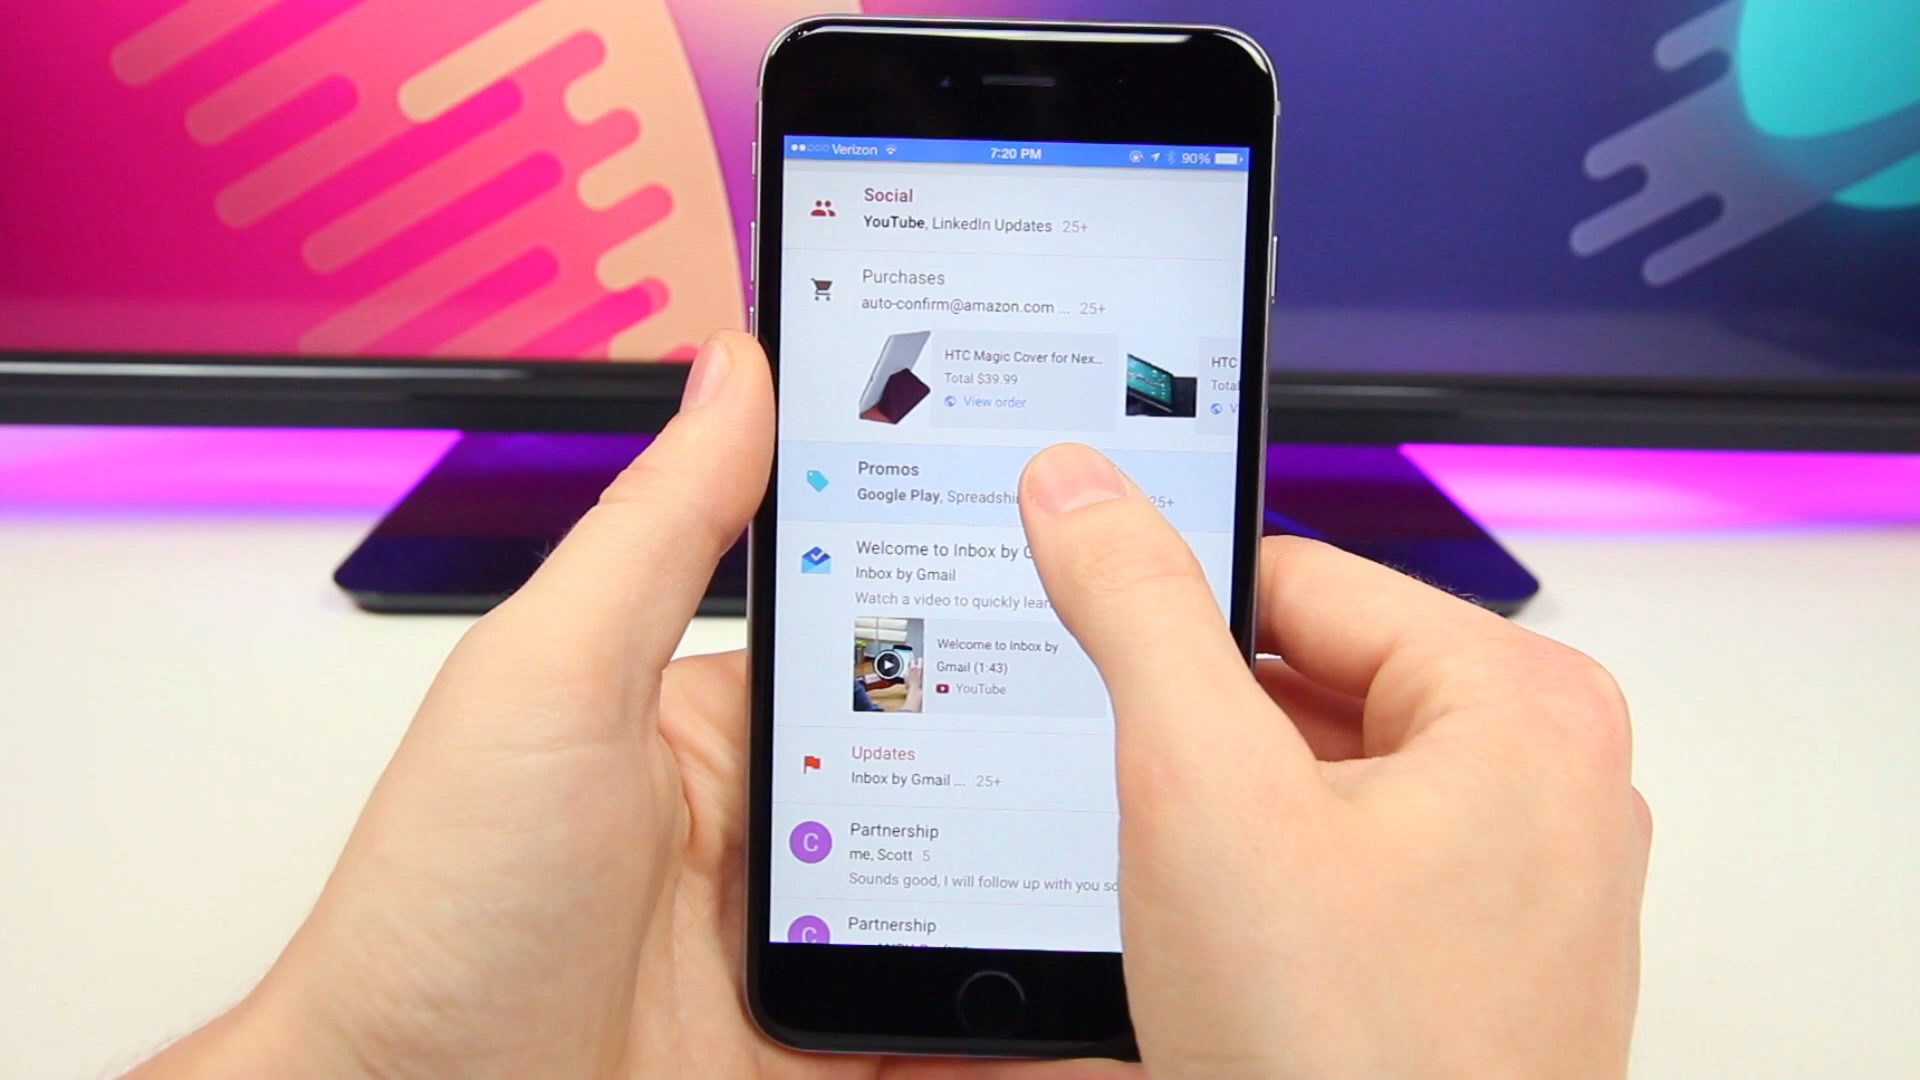 Verizon 7:20 PM 90%
Social
YouTube, LinkedIn Updates 25+
Purchases
auto-confirm@amazon.com ... 25+
HTC Magic Cover for Nex...
Total $39.99
View order
HTC
Total
V
Promos
Google Play, Spreadshi 25+
Welcome to Inbox by G
Inbox by Gmail
Watch a video to quickly lear
Welcome to Inbox by
Gmail (1:43)
YouTube
Updates
Inbox by Gmail ... 25+
C
Partnership
me, Scott 5
Sounds good, I will follow up with you so
C
Partnership